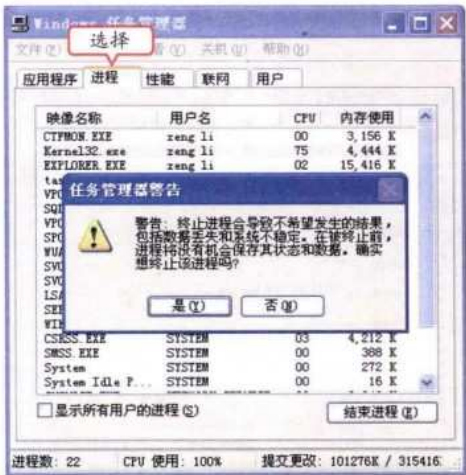 Windows 任务管理器
选择
文件(F) 看(V) 关机(U) 帮助(H)
应用程序 进程 性能 联网 用户
映像名称 用户名 CPU 内存使用
CTFMON.EXE zeng li 00 3,156 K
Kernel32.exe zeng li 75 4,444 K
EXPLORER.EXE zeng li 02 15,416 K
任务管理器警告
警告: 终止进程会导致不希望发生的结果,
包括数据丢失和系统不稳定。在被终止前,
进程将没有机会保存其状态和数据。确实
想终止该进程吗?
是(Y) 否(N)
CSRSS.EXE SYSTEM 03 4,212 K
SMSS.EXE SYSTEM 00 388 K
System SYSTEM 00 272 K
System Idle P... SYSTEM 00 16 K
显示所有用户的进程(S) 结束进程(E)
进程数: 22 CPU 使用: 100% 提交更改: 101276K / 315416